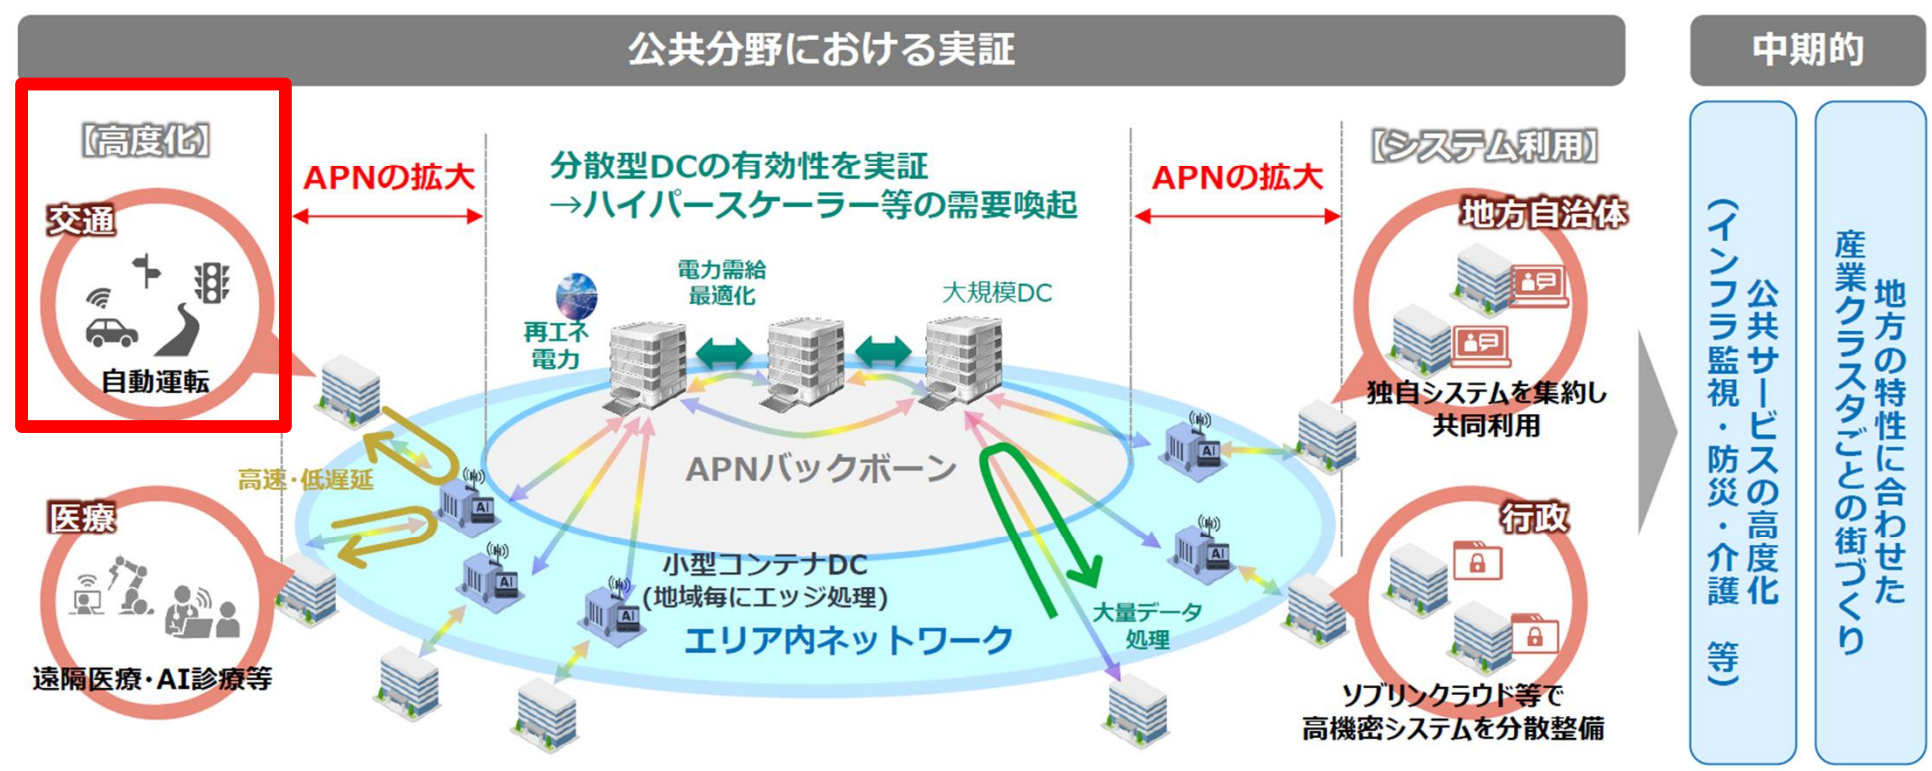 公共分野における実証
中期的
【高度化】
交通
自動運転
APNの拡大
分散型DCの有効性を実証
→ハイパースケーラー等の需要喚起
APNの拡大
【システム利用】
地方自治体
独自システムを集約し
共同利用
電力需給
最適化
大規模DC
再エネ
電力
APNバックボーン
高速・低遅延
AI
AI
AI
AI
AI
医療
遠隔医療・AI診療等
小型コンテナDC
(地域毎にエッジ処理)
エリア内ネットワーク
大量データ
処理
行政
ソブリンクラウド等で
高機密システムを分散整備
公共サービスの高度化
(インフラ監視・防災・介護 等)
地方の特性に合わせた
産業クラスタごとの街づくり